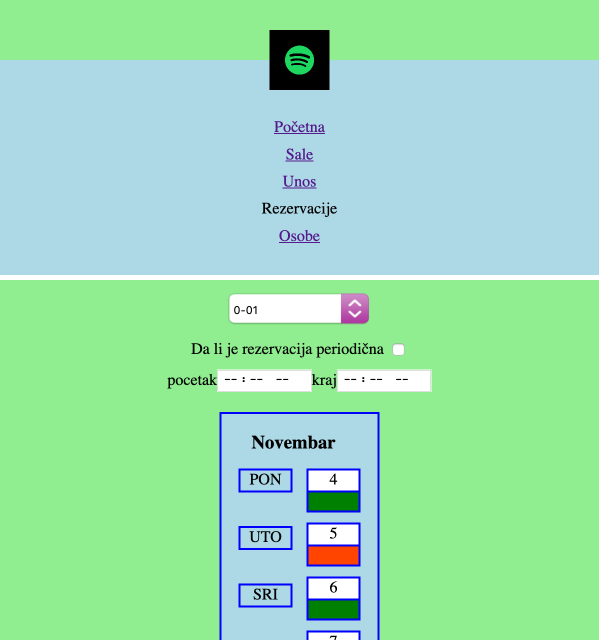 Početna
Sale
Unos
Rezervacije
Osobe
0-01
Da li je rezervacija periodična
pocetak -- : -- -- kraj -- : -- --
Novembar
PON 4
UTO 5
SRI 6
7